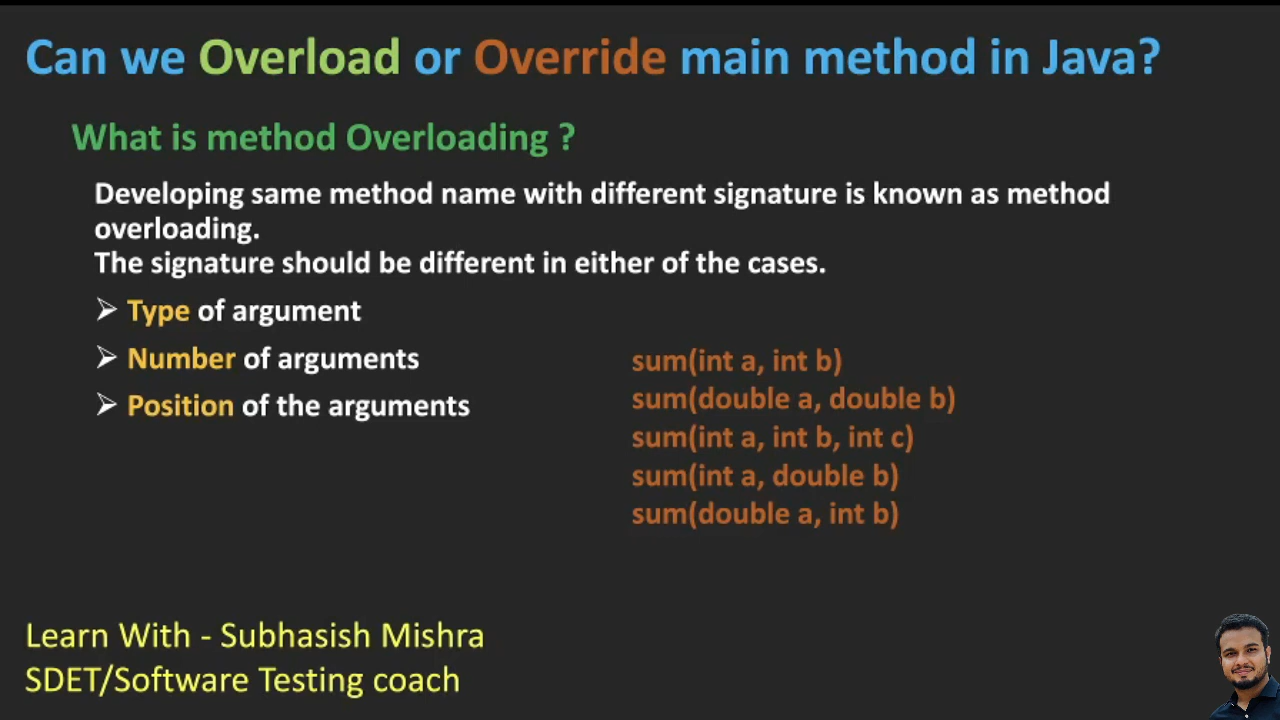 Can we Overload or Override main method in Java?
What is method Overloading ?
Developing same method name with different signature is known as method
overloading.
The signature should be different in either of the cases.
➢ Type of argument
➢ Number of arguments
➢ Position of the arguments
sum(int a, int b)
sum(double a, double b)
sum(int a, int b, int c)
sum(int a, double b)
sum(double a, int b)
Learn With - Subhasish Mishra
SDET/Software Testing coach